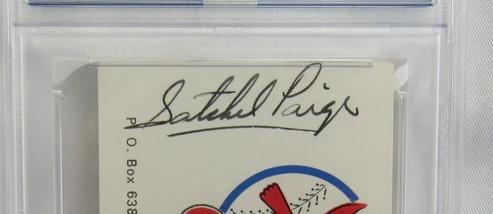 Satchel Paige
P. O. Box 638